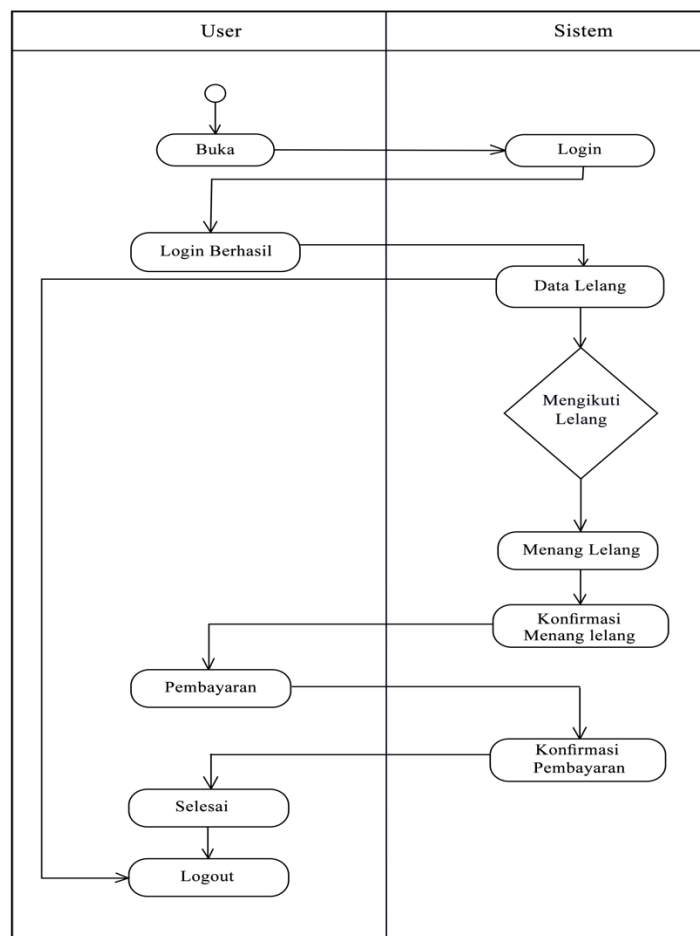 User
Sistem
Buka
Login
Login Berhasil
Data Lelang
Mengikuti
Lelang
Menang Lelang
Konfirmasi
Menang lelang
Pembayaran
Konfirmasi
Pembayaran
Selesai
Logout